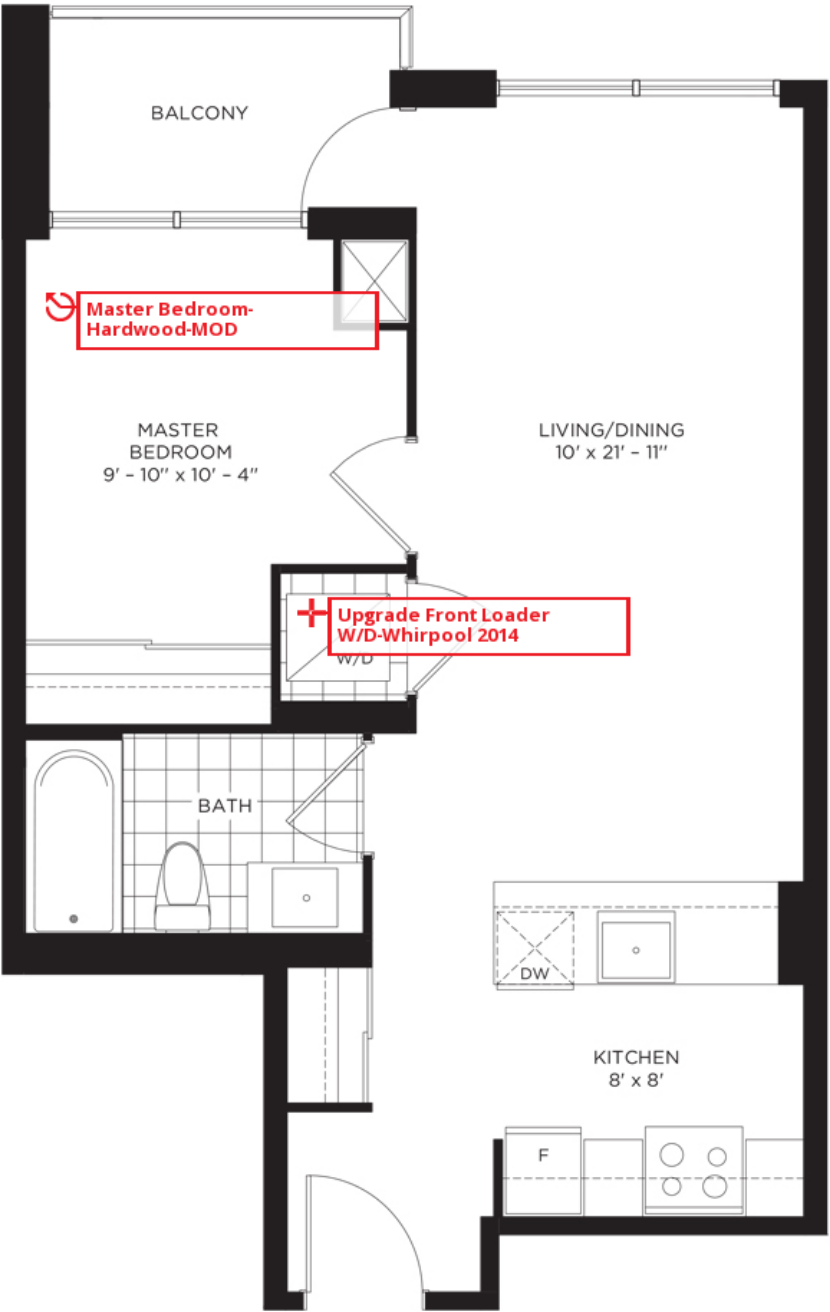 BALCONY
Master Bedroom-
Hardwood-MOD
MASTER
BEDROOM
9' – 10" x 10' – 4"
LIVING/DINING
10' x 21' – 11"
Upgrade Front Loader
W/D-Whirpool 2014
W/D
BATH
DW
KITCHEN
8' x 8'
F